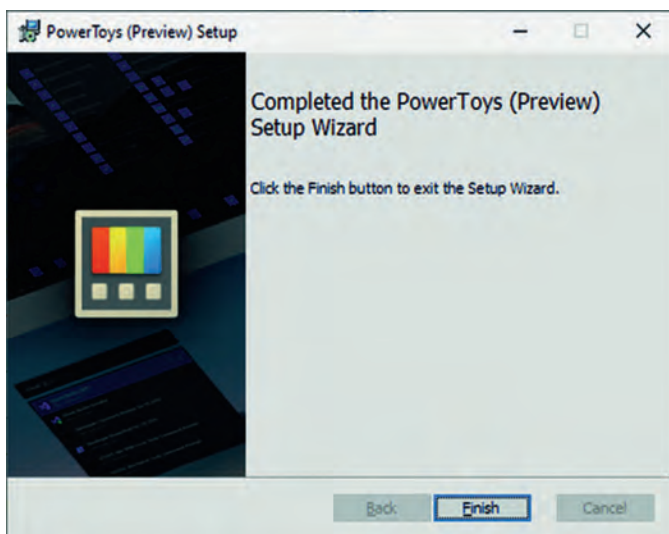 PowerToys (Preview) Setup
Completed the PowerToys (Preview)
Setup Wizard
Click the Finish button to exit the Setup Wizard.
Back
Finish
Cancel